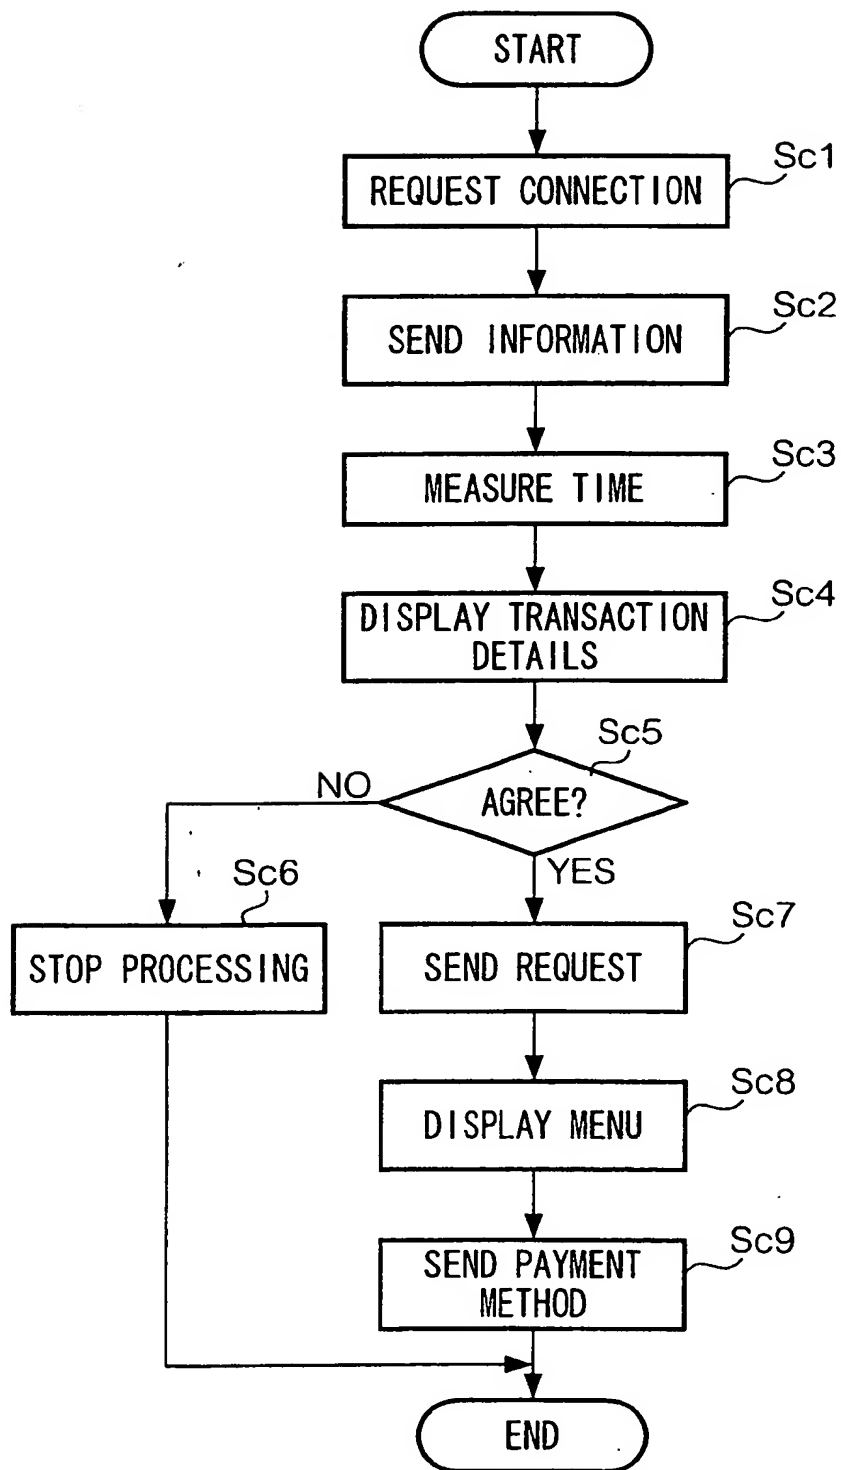 START
REQUEST CONNECTION
Sc1
SEND INFORMATION
Sc2
MEASURE TIME
Sc3
DISPLAY TRANSACTION
DETAILS
Sc4
AGREE?
Sc5
NO
YES
Sc6
STOP PROCESSING
SEND REQUEST
Sc7
DISPLAY MENU
Sc8
SEND PAYMENT
METHOD
Sc9
END